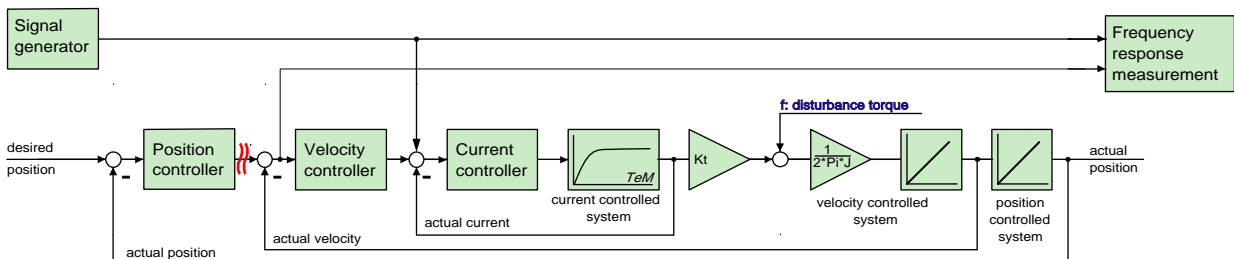 Signal
generator
Frequency
response
measurement
f: disturbance torque
desired
position
Position
controller
Velocity
controller
Current
controller
TeM
Kt
1
2*Pi*J
actual
position
-
-
-
current controlled
system
velocity controlled
system
position
controlled
system
actual current
actual velocity
actual position